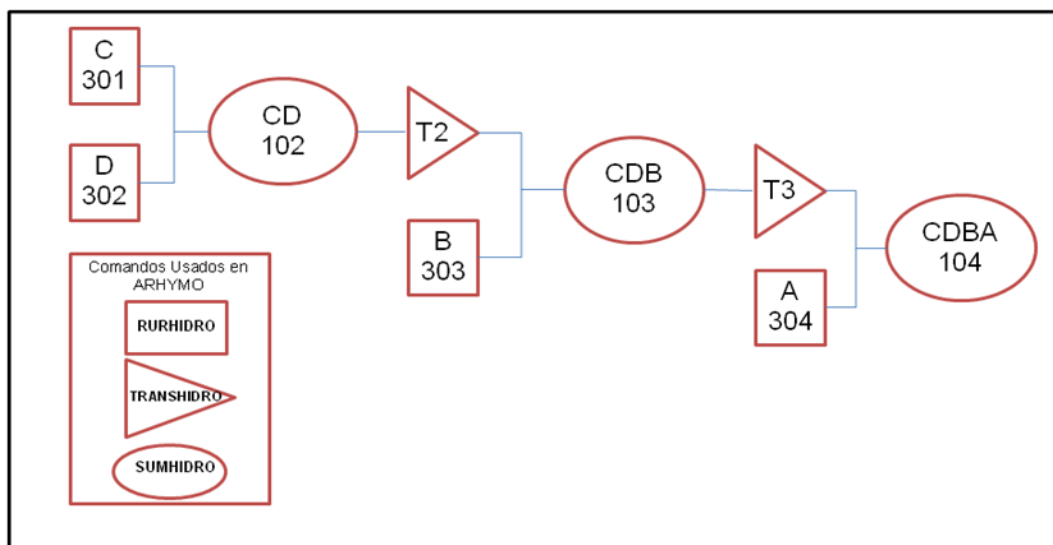 C
301
D
302
CD
102
T2
B
303
CDB
103
T3
A
304
CDBA
104
Comandos Usados en
ARHYMO
RURHIDRO
TRANSHIDRO
SUMHIDRO